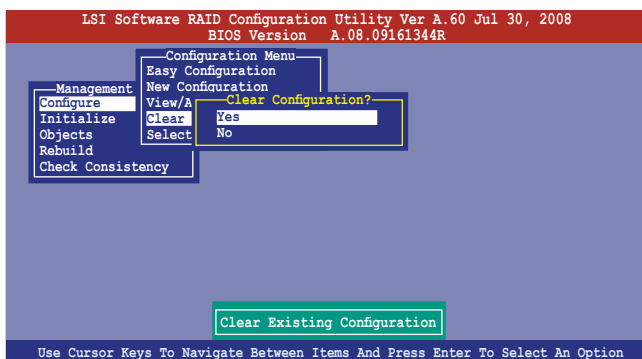 LSI Software RAID Configuration Utility Ver A.60 Jul 30, 2008
BIOS Version A.08.09161344R
Configuration Menu
Easy Configuration
New Configuration
View/A
Clear
Select
Management
Configure
Initialize
Objects
Rebuild
Check Consistency
Clear Configuration?
Yes
No
Clear Existing Configuration
Use Cursor Keys To Navigate Between Items And Press Enter To Select An Option